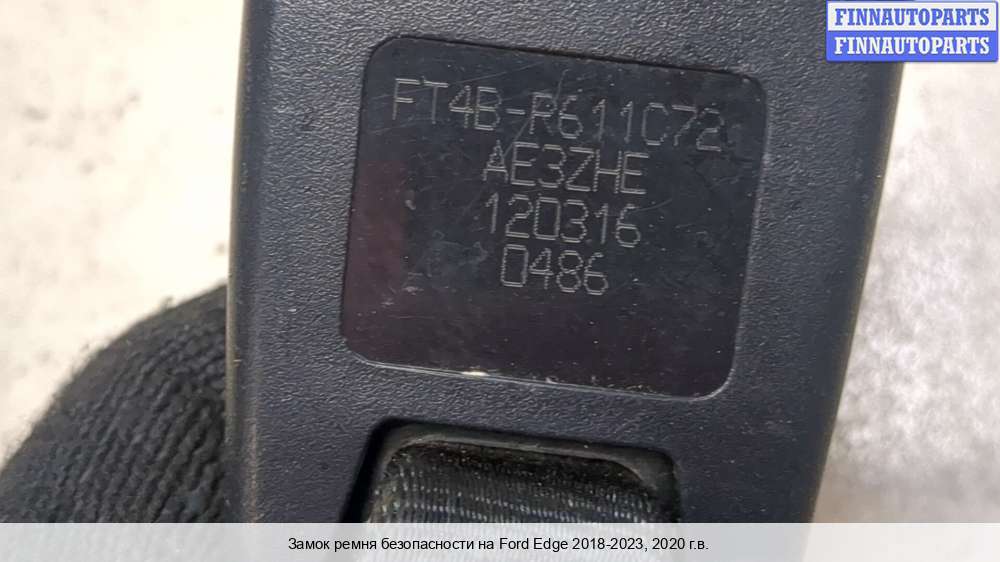 FINNAUTOPARTS
FINNAUTOPARTS
FT4B-R611C72
AE3ZHE
120316
0486
Замок ремня безопасности на Ford Edge 2018-2023, 2020 г.в.